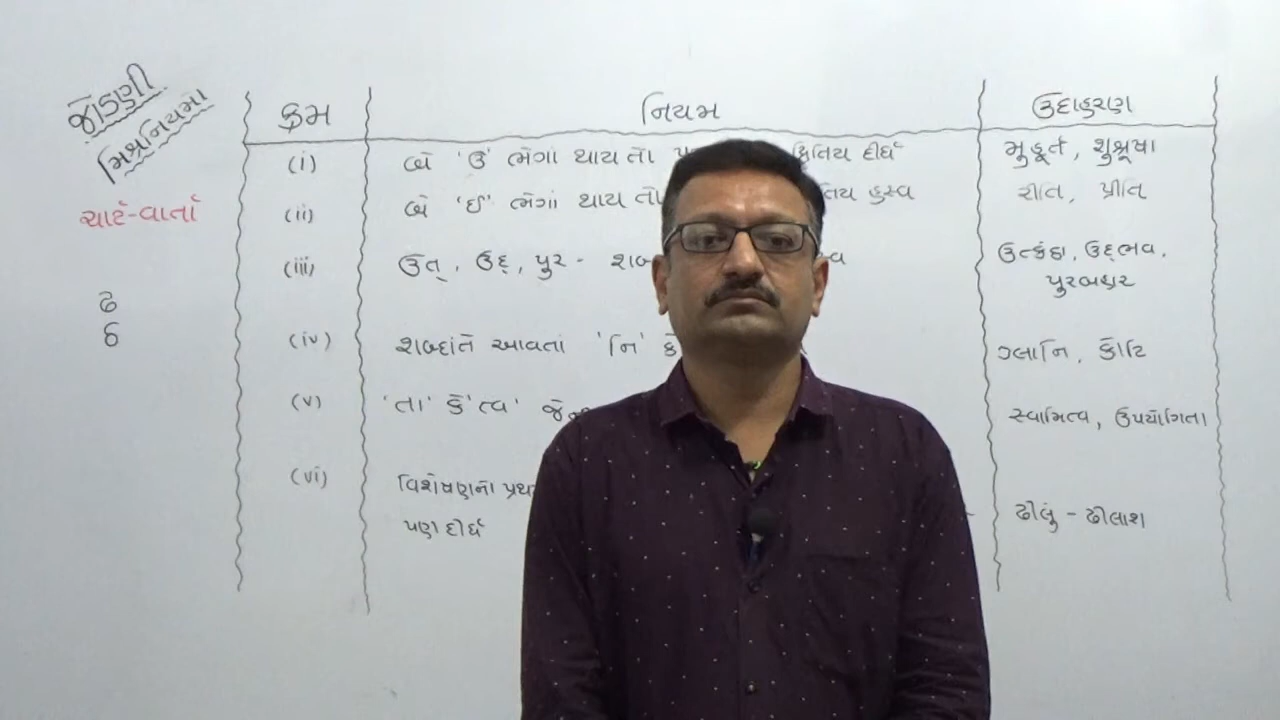 જોડણી
મિશ્રનિયમો
ચાર્ટ-વાર્તા
ઢ
ઠ
ક્રમ નિયમ ઉદાહરણ
(i) બે 'ઉ' ભેગાં થાય તો દ્વિતિય દીર્ઘ મુહૂર્ત, શુશ્રૂષા
(ii) બે 'ઈ' ભેગાં થાય તો હ્રસ્વ રીતિ, પ્રીતિ
(iii) ઉત્, ઉદ્, પુર - ઉત્કંઠા, ઉદ્ભવ,
પુરબહાર
(iv) શબ્દાંતે આવતાં 'નિ' કે ગ્લાનિ, કોટિ
(v) 'તા' કે 'ત્વ' સ્વામિત્વ, ઉપયોગિતા
(vi) વિશેષણનો
પણ દીર્ઘ ઢીલું - ઢીલાશ